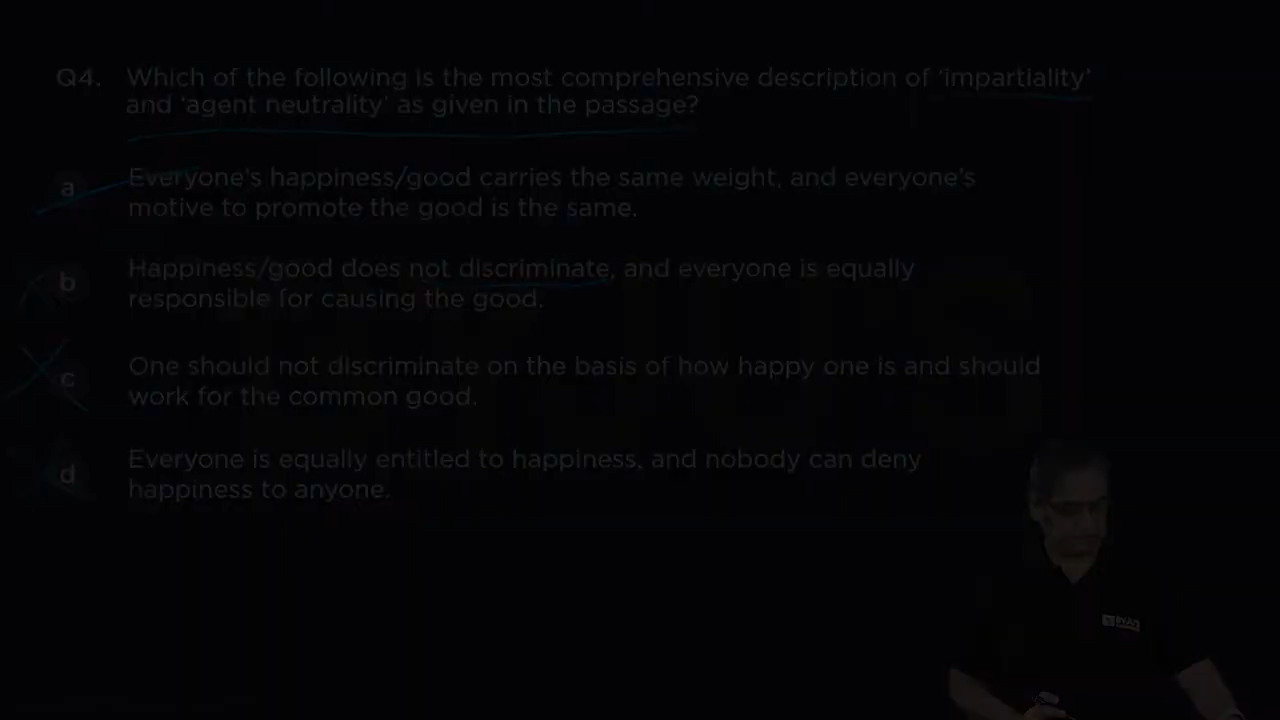 Q4. Which of the following is the most comprehensive description of ‘impartiality’
and ‘agent neutrality’ as given in the passage?
a Everyone’s happiness/good carries the same weight, and everyone’s
motive to promote the good is the same.
b Happiness/good does not discriminate, and everyone is equally
responsible for causing the good.
c One should not discriminate on the basis of how happy one is and should
work for the common good.
d Everyone is equally entitled to happiness, and nobody can deny
happiness to anyone.